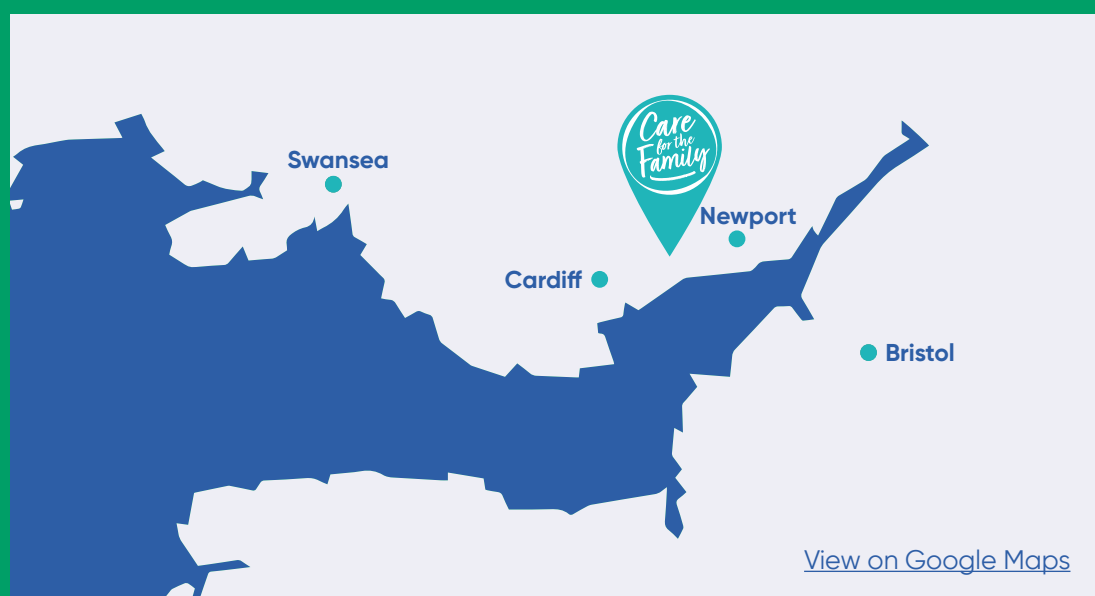 Care
for the
Family
Swansea
Newport
Cardiff
Bristol
View on Google Maps